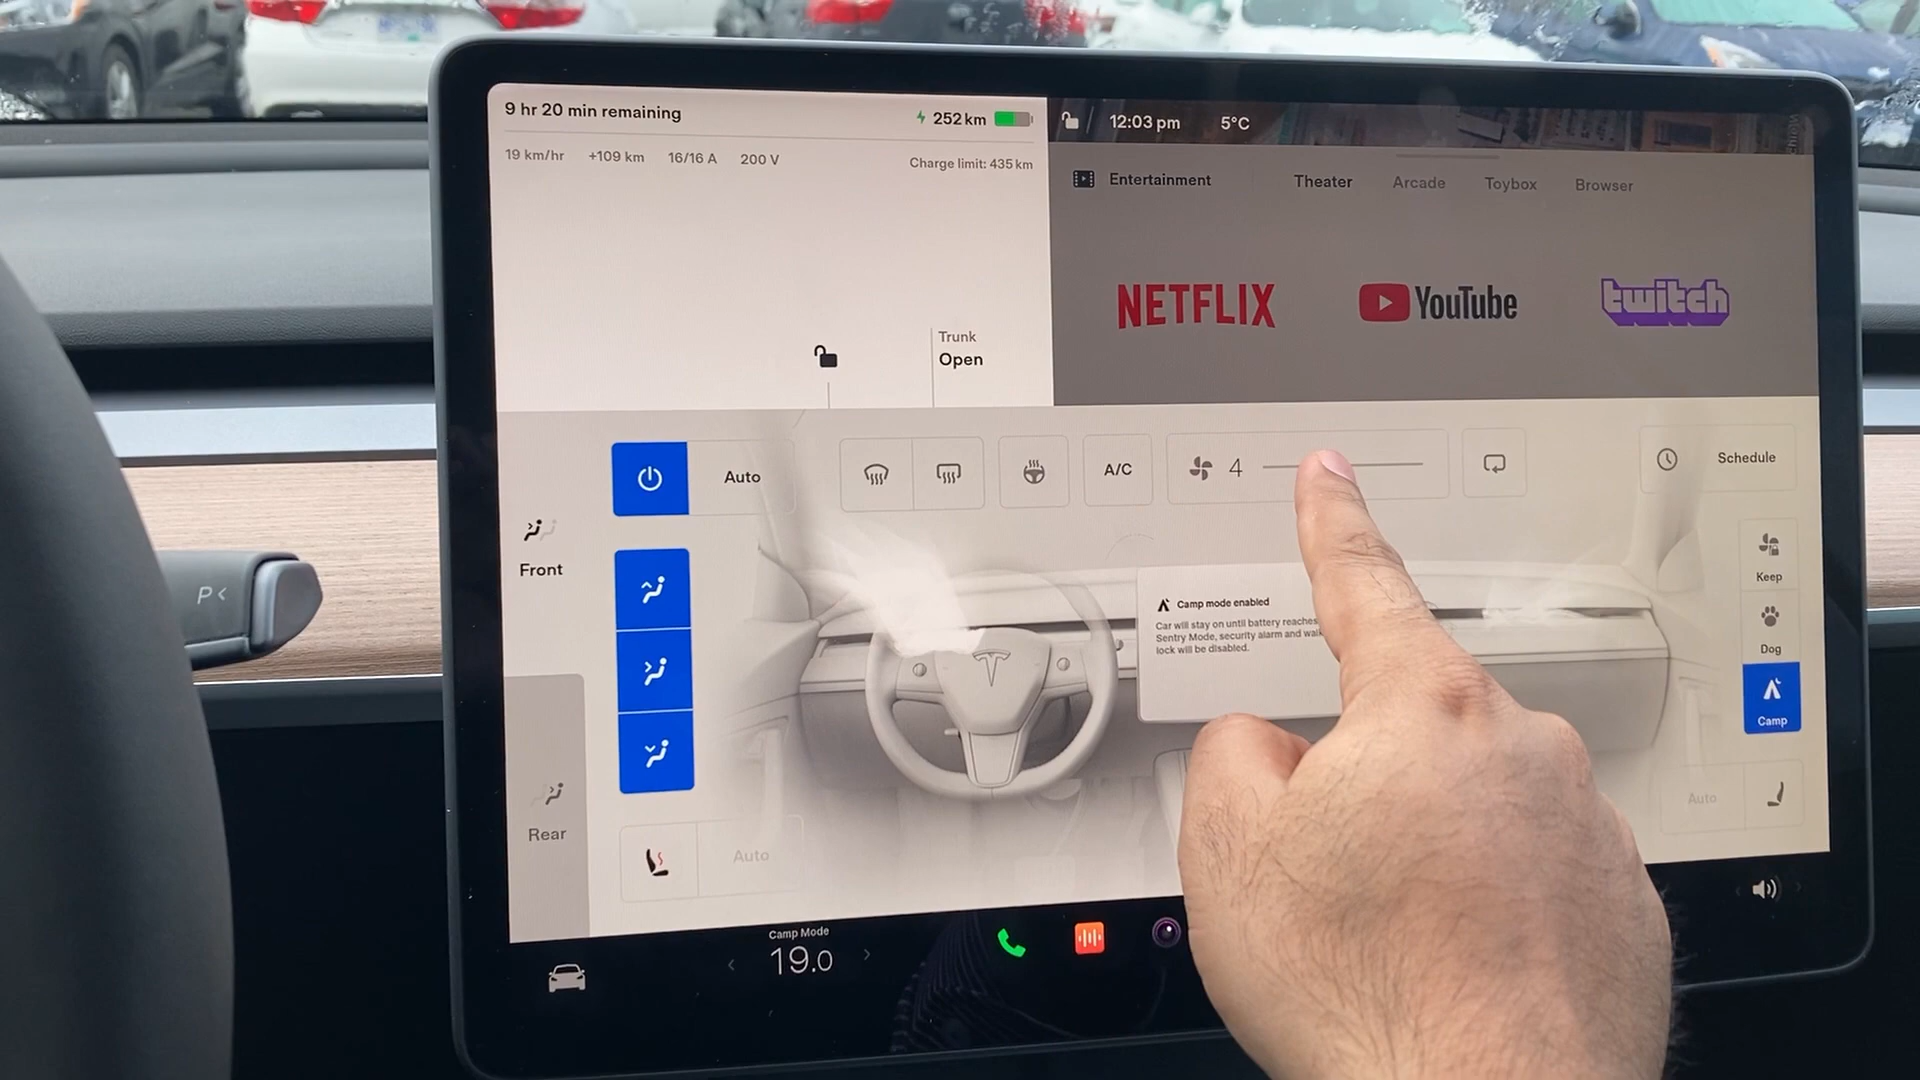 9 hr 20 min remaining
252 km
19 km/hr +109 km 16/16 A 200 V
Charge limit: 435 km
12:03 pm 5°C
Entertainment Theater Arcade Toybox Browser
NETFLIX YouTube twitch
Trunk
Open
Auto
A/C
4
Schedule
Front
Keep
Camp mode enabled
Car will stay on until battery reaches
Sentry Mode, security alarm and
lock will be disabled.
Dog
Camp
P<
Rear
Auto
Auto
Camp Mode
19.0